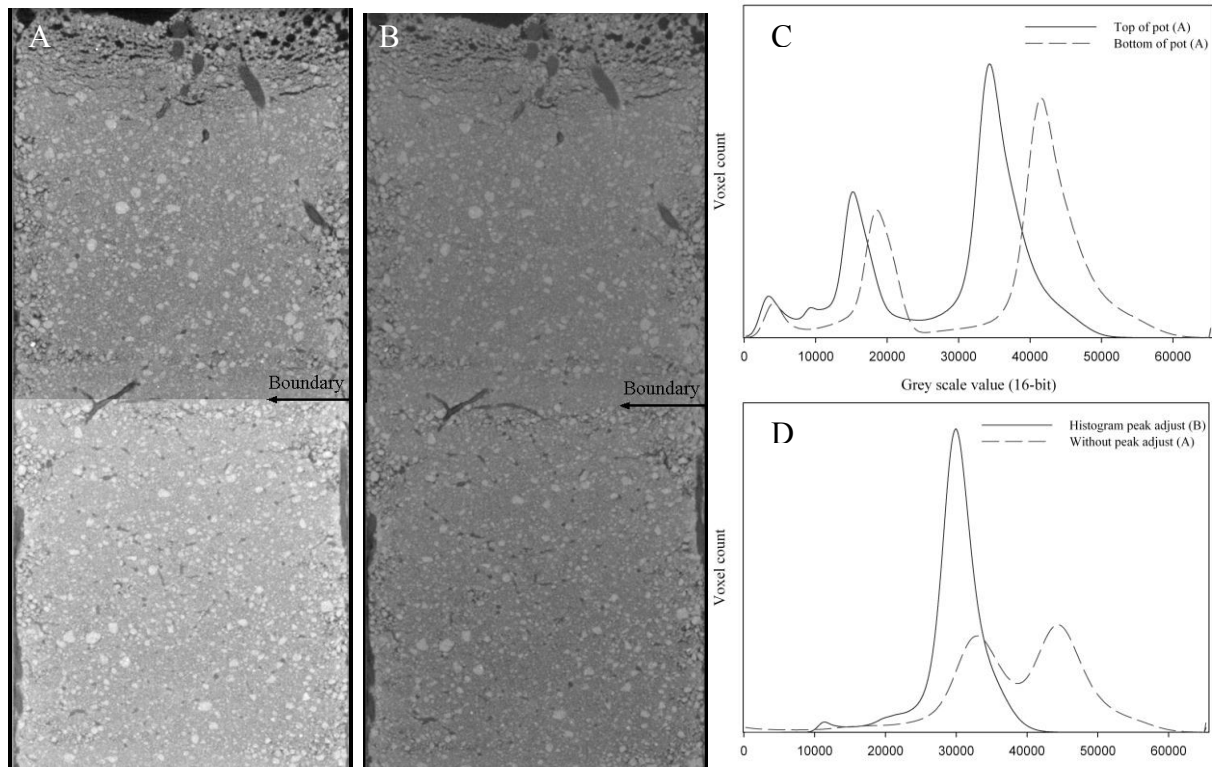 A
Boundary
B
Boundary
C
Top of pot (A)
Bottom of pot (A)
Voxel count
0 10000 20000 30000 40000 50000 60000
Grey scale value (16-bit)
D
Histogram peak adjust (B)
Without peak adjust (A)
Voxel count
0 10000 20000 30000 40000 50000 60000